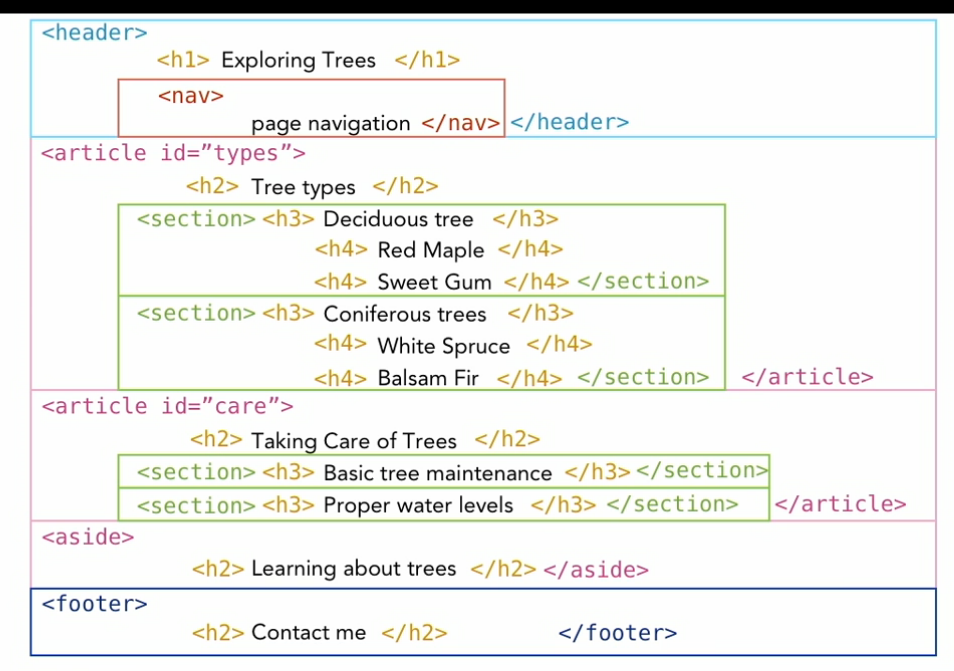 <header>
<h1> Exploring Trees </h1>
<nav>
page navigation </nav> </header>
<article id=”types”>
<h2> Tree types </h2>
<section> <h3> Deciduous tree </h3>
<h4> Red Maple </h4>
<h4> Sweet Gum </h4> </section>
<section> <h3> Coniferous trees </h3>
<h4> White Spruce </h4>
<h4> Balsam Fir </h4> </section> </article>
<article id=”care”>
<h2> Taking Care of Trees </h2>
<section> <h3> Basic tree maintenance </h3> </section>
<section> <h3> Proper water levels </h3> </section> </article>
<aside>
<h2> Learning about trees </h2> </aside>
<footer>
<h2> Contact me </h2> </footer>